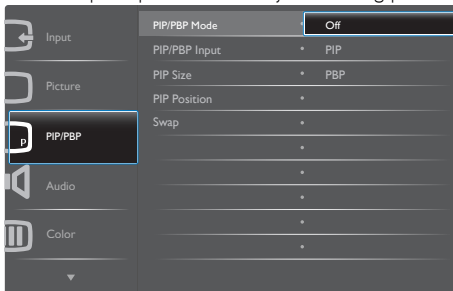 Input
Picture
P
PIP/PBP
Audio
Color
PIP/PBP Mode
PIP/PBP Input
PIP Size
PIP Position
Swap
Off
PIP
PBP